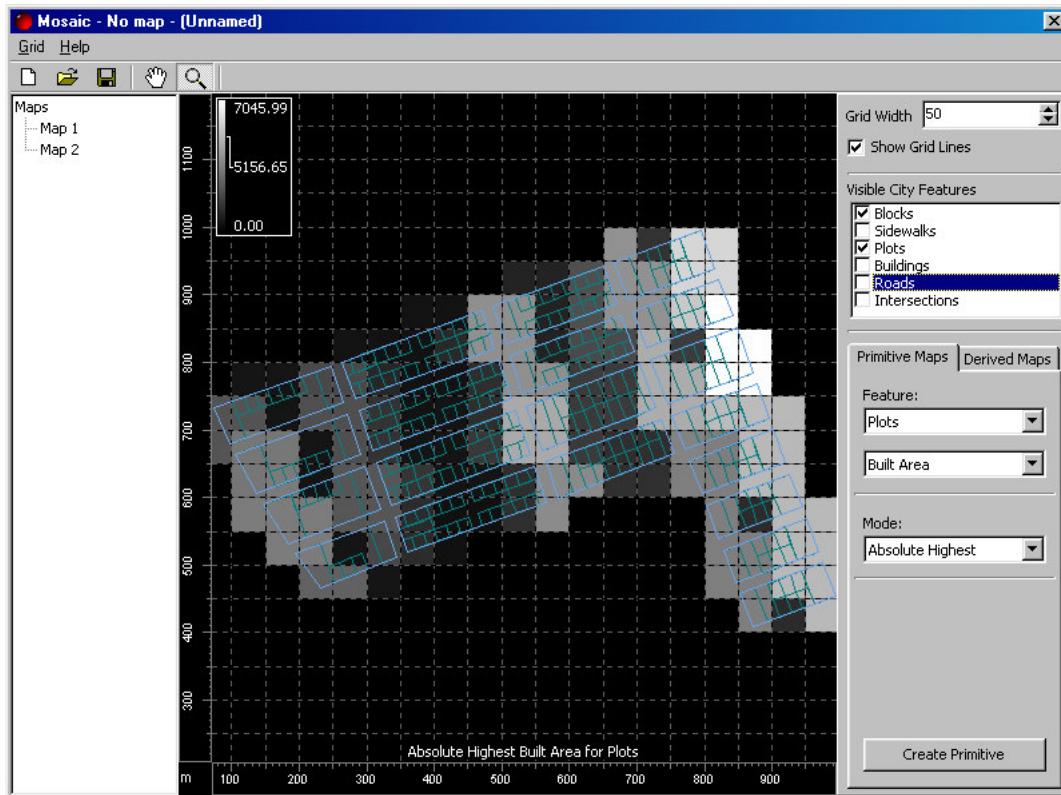 Mosaic - No map - (Unnamed)
Grid Help
Maps
Map 1
Map 2
7045.99
5156.65
0.00
1100
1000
900
800
700
600
500
400
300
Absolute Highest Built Area for Plots
m 100 200 300 400 500 600 700 800 900
Grid Width 50
Show Grid Lines
Visible City Features
Blocks
Sidewalks
Plots
Buildings
Roads
Intersections
Primitive Maps Derived Maps
Feature:
Plots
Built Area
Mode:
Absolute Highest
Create Primitive